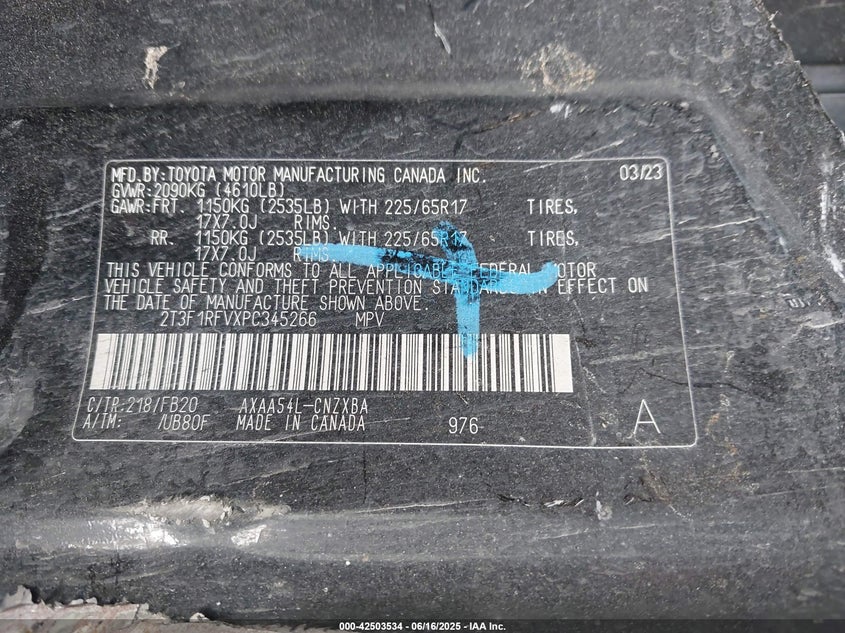 MFD.BY:TOYOTA MOTOR MANUFACTURING CANADA INC. 03/23
GVWR:2090KG (4610LB)
GAWR:FRT. 1150KG (2535LB) WITH 225/65R17 TIRES,
17X7.0J RIMS.
RR. 1150KG (2535LB) WITH 225/65R17 TIRES,
17X7.0J RIMS.
THIS VEHICLE CONFORMS TO ALL APPLICABLE FEDERAL MOTOR
VEHICLE SAFETY AND THEFT PREVENTION STANDARDS IN EFFECT ON
THE DATE OF MANUFACTURE SHOWN ABOVE.
2T3F1RFVXPC345266 MPV
C/TR:218/FB20 AXAA54L-CNZXBA
A/TM: /UB80F MADE IN CANADA 976 A
000-42503534 - 06/16/2025 - IAA Inc.